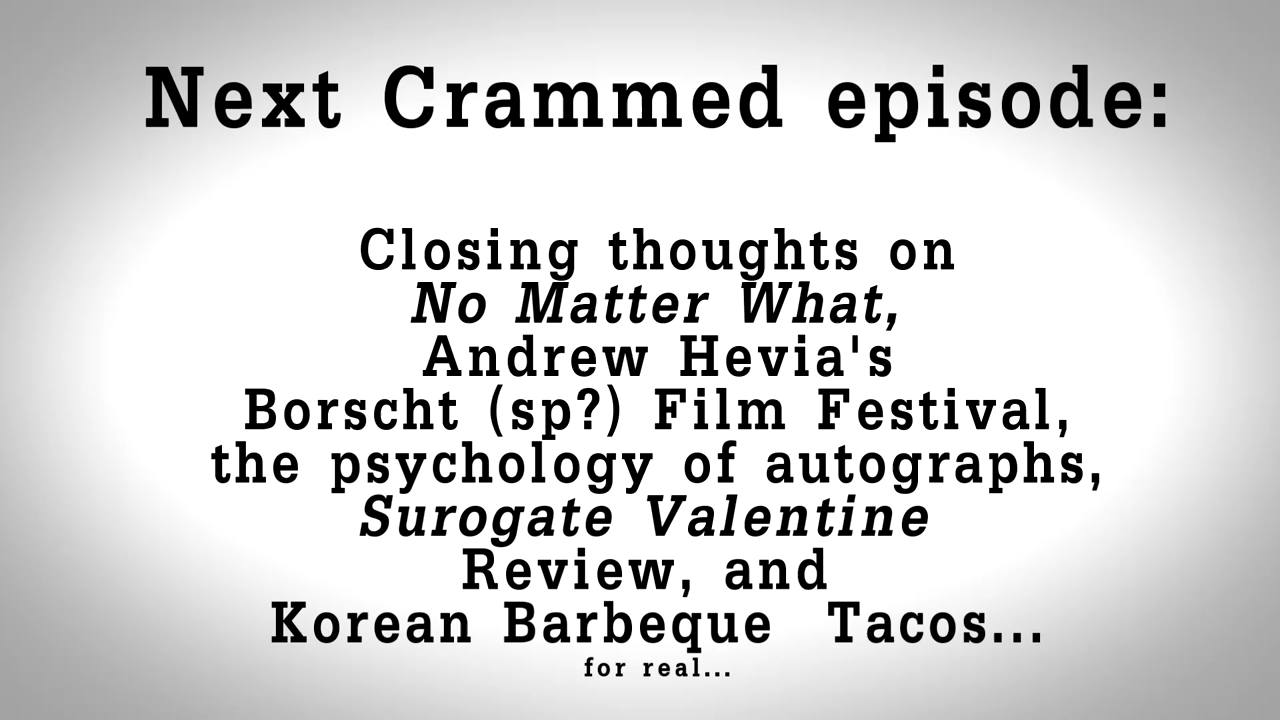 Next Crammed episode:
Closing thoughts on
No Matter What,
Andrew Hevia's
Borscht (sp?) Film Festival,
the psychology of autographs,
Surogate Valentine
Review, and
Korean Barbeque Tacos...
for real...